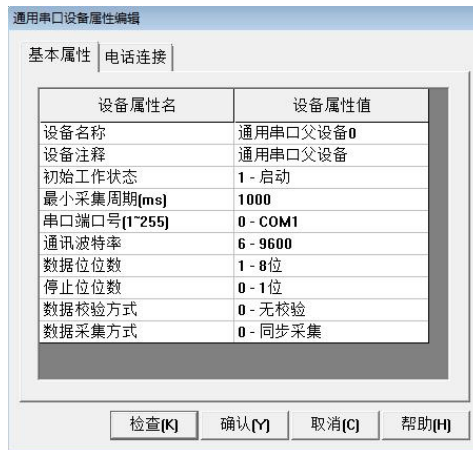 通用串口设备属性编辑
基本属性 电话连接
设备属性名 设备属性值
设备名称 通用串口父设备0
设备注释 通用串口父设备
初始工作状态 1 - 启动
最小采集周期(ms) 1000
串口端口号(1~255) 0 - COM1
通讯波特率 6 - 9600
数据位位数 1 - 8位
停止位位数 0 - 1位
数据校验方式 0 - 无校验
数据采集方式 0 - 同步采集
检查(K) 确认(Y) 取消(C) 帮助(H)